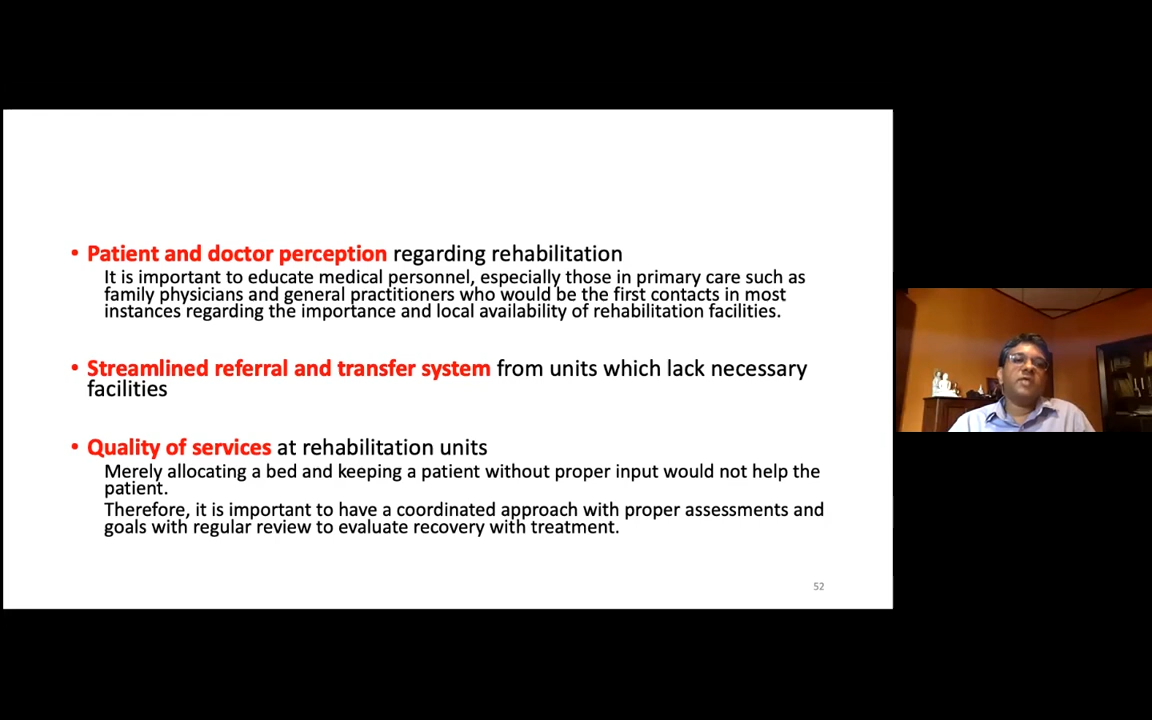 • Patient and doctor perception regarding rehabilitation
It is important to educate medical personnel, especially those in primary care such as
family physicians and general practitioners who would be the first contacts in most
instances regarding the importance and local availability of rehabilitation facilities.
• Streamlined referral and transfer system from units which lack necessary
facilities
• Quality of services at rehabilitation units
Merely allocating a bed and keeping a patient without proper input would not help the
patient.
Therefore, it is important to have a coordinated approach with proper assessments and
goals with regular review to evaluate recovery with treatment.
52